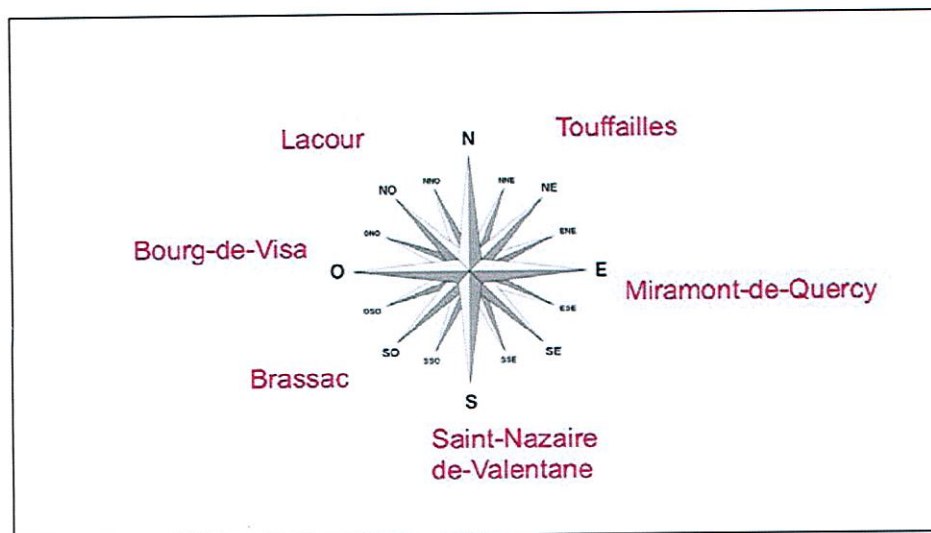 Lacour
N
Touffailles
NO
NNO
NNE
NE
Bourg-de-Visa
ONO
ENE
O
E
Miramont-de-Quercy
OSO
ESE
SO
SSO
SSE
SE
Brassac
S
Saint-Nazaire
de-Valentane